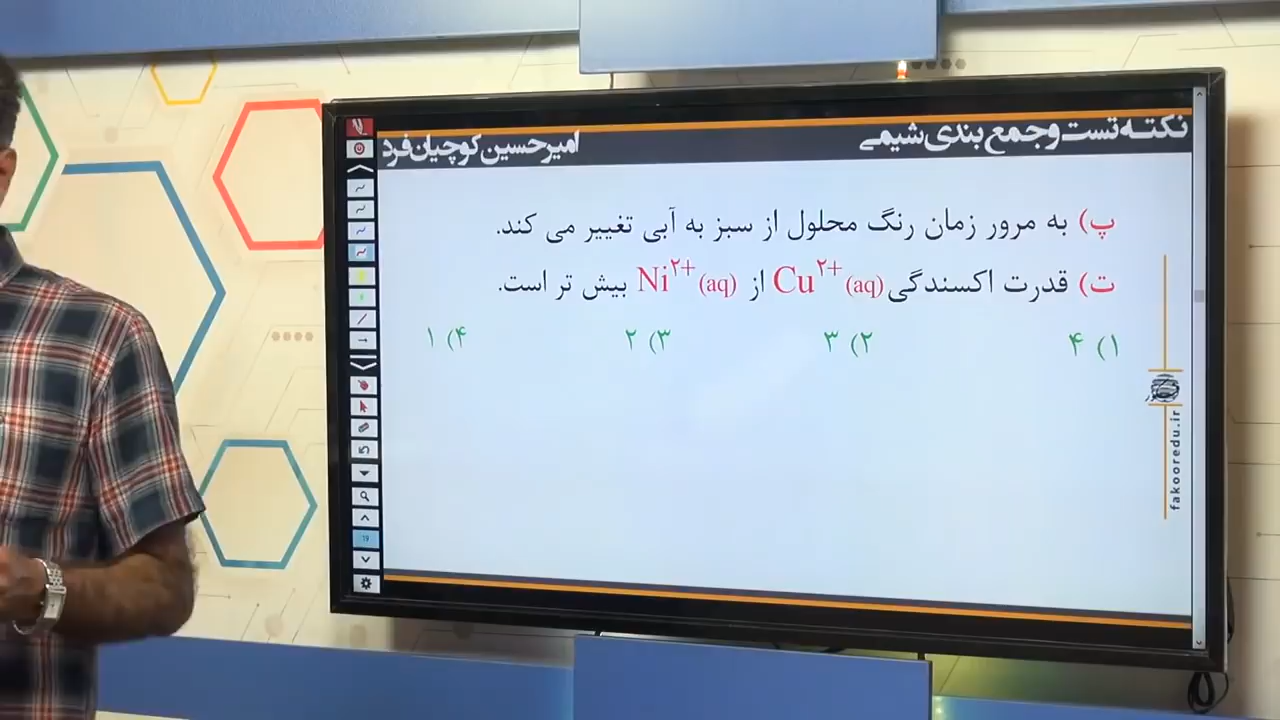 نکته تست و جمع بندی شیمی
امیرحسین کوچیان فرد
پ) به مرور زمان رنگ محلول از سبز به آبی تغییر می کند.
ت) قدرت اکسندگی Cu²⁺(aq) از Ni²⁺(aq) بیش تر است.
۱) ۴ ۲) ۳ ۳) ۲ ۴) ۱
fakooredu.ir
۱۹